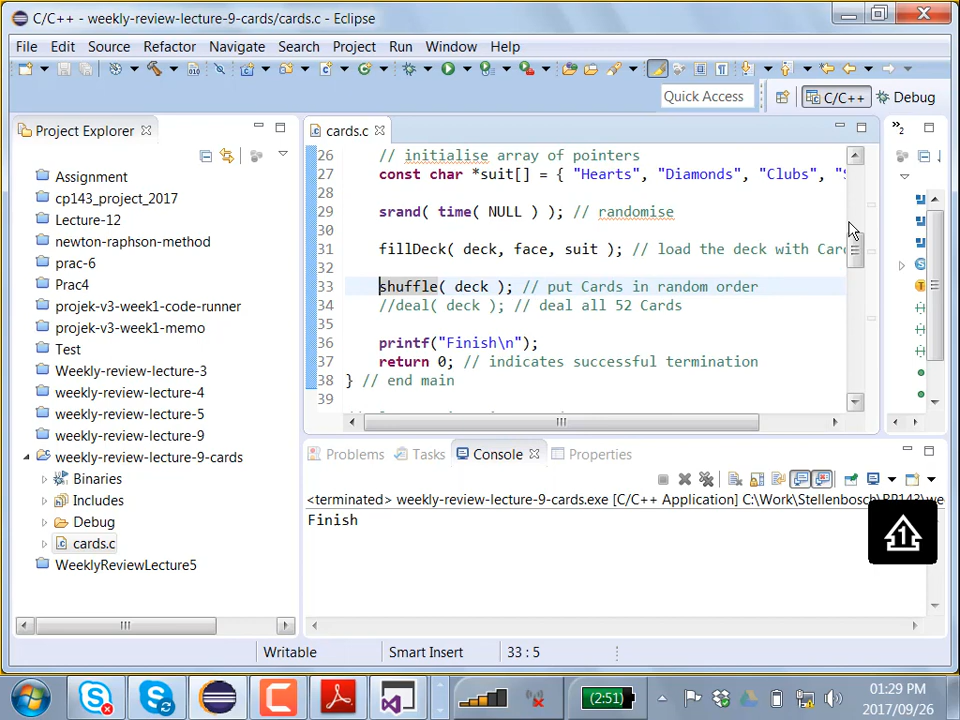 C/C++ - weekly-review-lecture-9-cards/cards.c - Eclipse
File Edit Source Refactor Navigate Search Project Run Window Help
Quick Access
C/C++
Debug
Project Explorer
Assignment
cp143_project_2017
Lecture-12
newton-raphson-method
prac-6
Prac4
projek-v3-week1-code-runner
projek-v3-week1-memo
Test
Weekly-review-lecture-3
weekly-review-lecture-4
weekly-review-lecture-5
weekly-review-lecture-9
weekly-review-lecture-9-cards
Binaries
Includes
Debug
cards.c
WeeklyReviewLecture5
cards.c
26 // initialise array of pointers
27 const char *suit[] = { "Hearts", "Diamonds", "Clubs", "S
28
29 srand( time( NULL ) ); // randomise
30
31 fillDeck( deck, face, suit ); // load the deck with Card
32
33 shuffle( deck ); // put Cards in random order
34 //deal( deck ); // deal all 52 Cards
35
36 printf("Finish\n");
37 return 0; // indicates successful termination
38 } // end main
39
»2
Problems Tasks Console Properties
<terminated> weekly-review-lecture-9-cards.exe [C/C++ Application] C:\Work\Stellenbosch\RP143\we
Finish
1
Writable Smart Insert 33 : 5
(2:51)
01:29 PM
2017/09/26